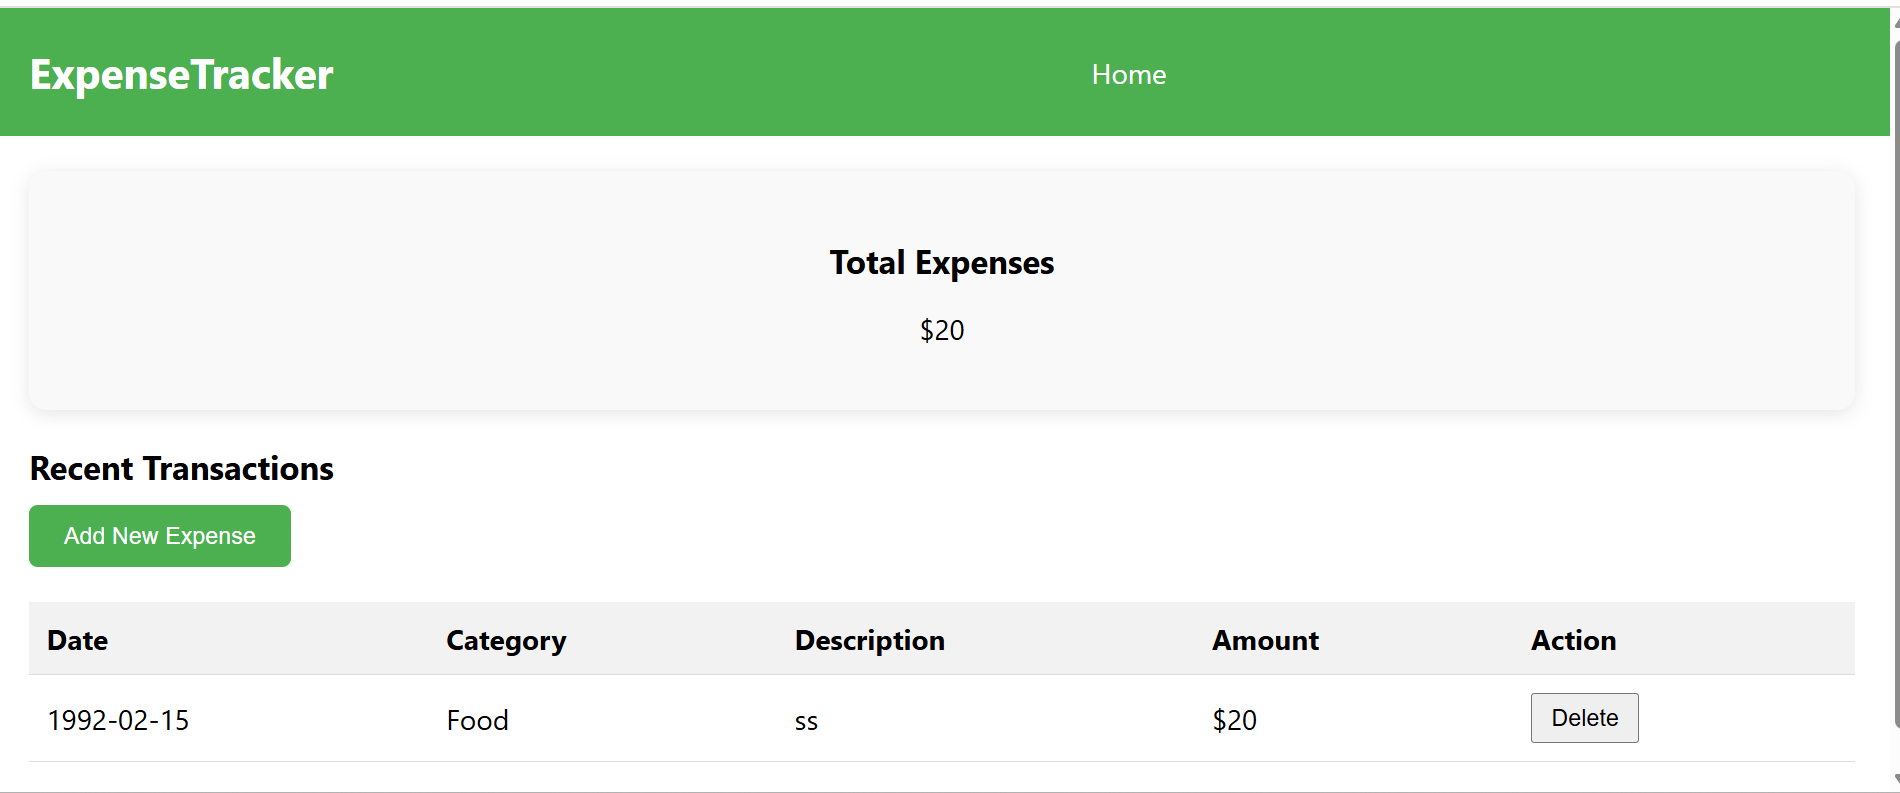 ExpenseTracker Home
Total Expenses
$20
Recent Transactions
Add New Expense
Date Category Description Amount Action
1992-02-15 Food ss $20 Delete